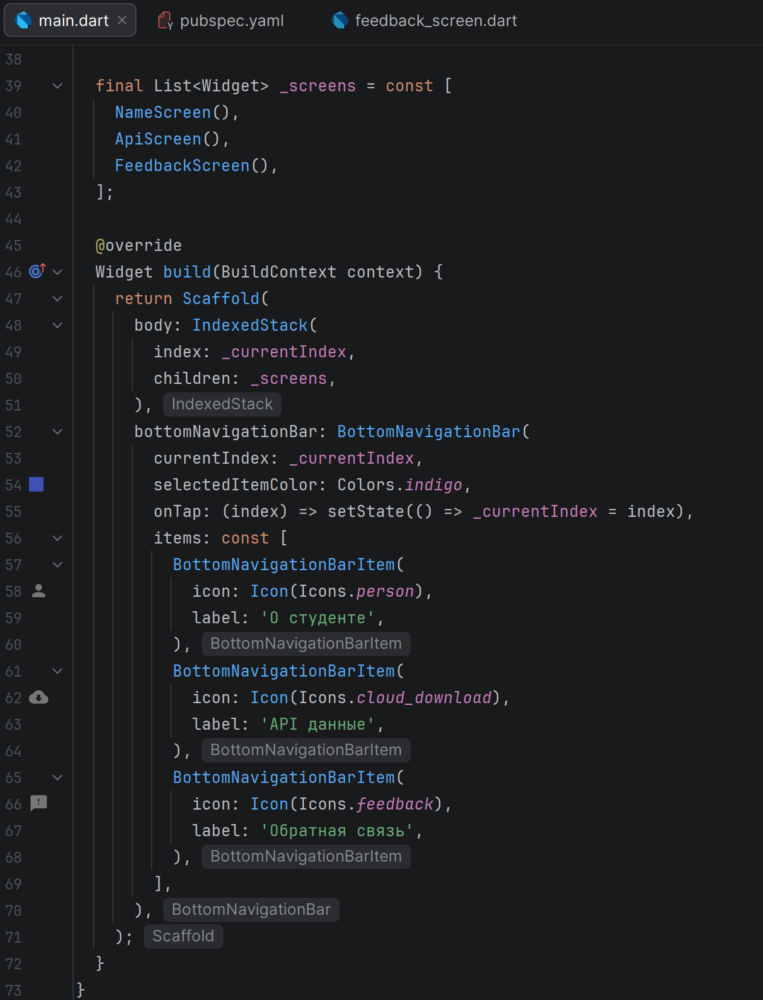 main.dart pubspec.yaml feedback_screen.dart
38
39 final List<Widget> _screens = const [
40 NameScreen(),
41 ApiScreen(),
42 FeedbackScreen(),
43 ];
44
45 @override
46 Widget build(BuildContext context) {
47 return Scaffold(
48 body: IndexedStack(
49 index: _currentIndex,
50 children: _screens,
51 ), IndexedStack
52 bottomNavigationBar: BottomNavigationBar(
53 currentIndex: _currentIndex,
54 selectedItemColor: Colors.indigo,
55 onTap: (index) => setState(() => _currentIndex = index),
56 items: const [
57 BottomNavigationBarItem(
58 icon: Icon(Icons.person),
59 label: 'О студенте',
60 ), BottomNavigationBarItem
61 BottomNavigationBarItem(
62 icon: Icon(Icons.cloud_download),
63 label: 'API данные',
64 ), BottomNavigationBarItem
65 BottomNavigationBarItem(
66 icon: Icon(Icons.feedback),
67 label: 'Обратная связь',
68 ), BottomNavigationBarItem
69 ],
70 ), BottomNavigationBar
71 ); Scaffold
72 }
73 }